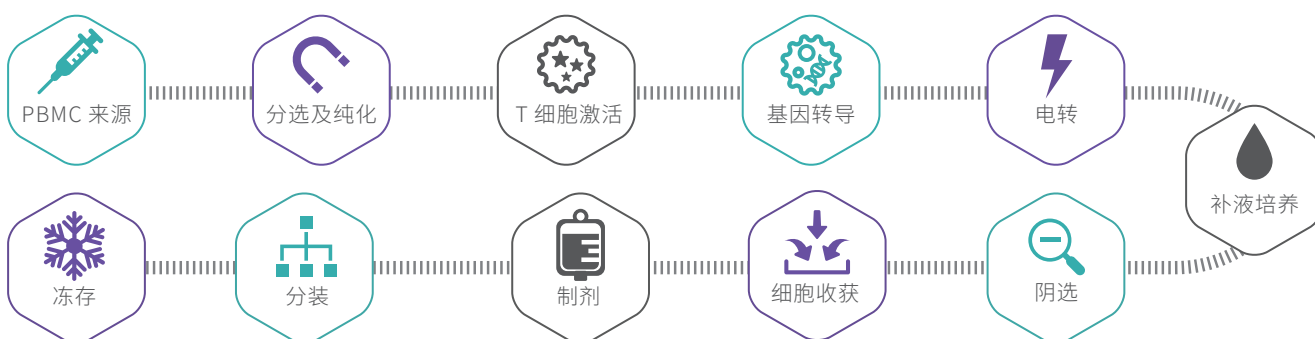 PBMC 来源
分选及纯化
T 细胞激活
基因转导
电转
补液培养
阴选
细胞收获
制剂
分装
冻存